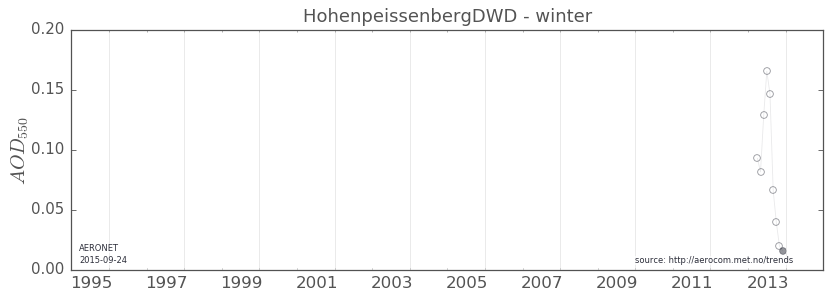 HohenpeissenbergDWD - winter
0.20
0.15
0.10
0.05
0.00
AOD550
AERONET
2015-09-24
source: http://aerocom.met.no/trends
1995 1997 1999 2001 2003 2005 2007 2009 2011 2013